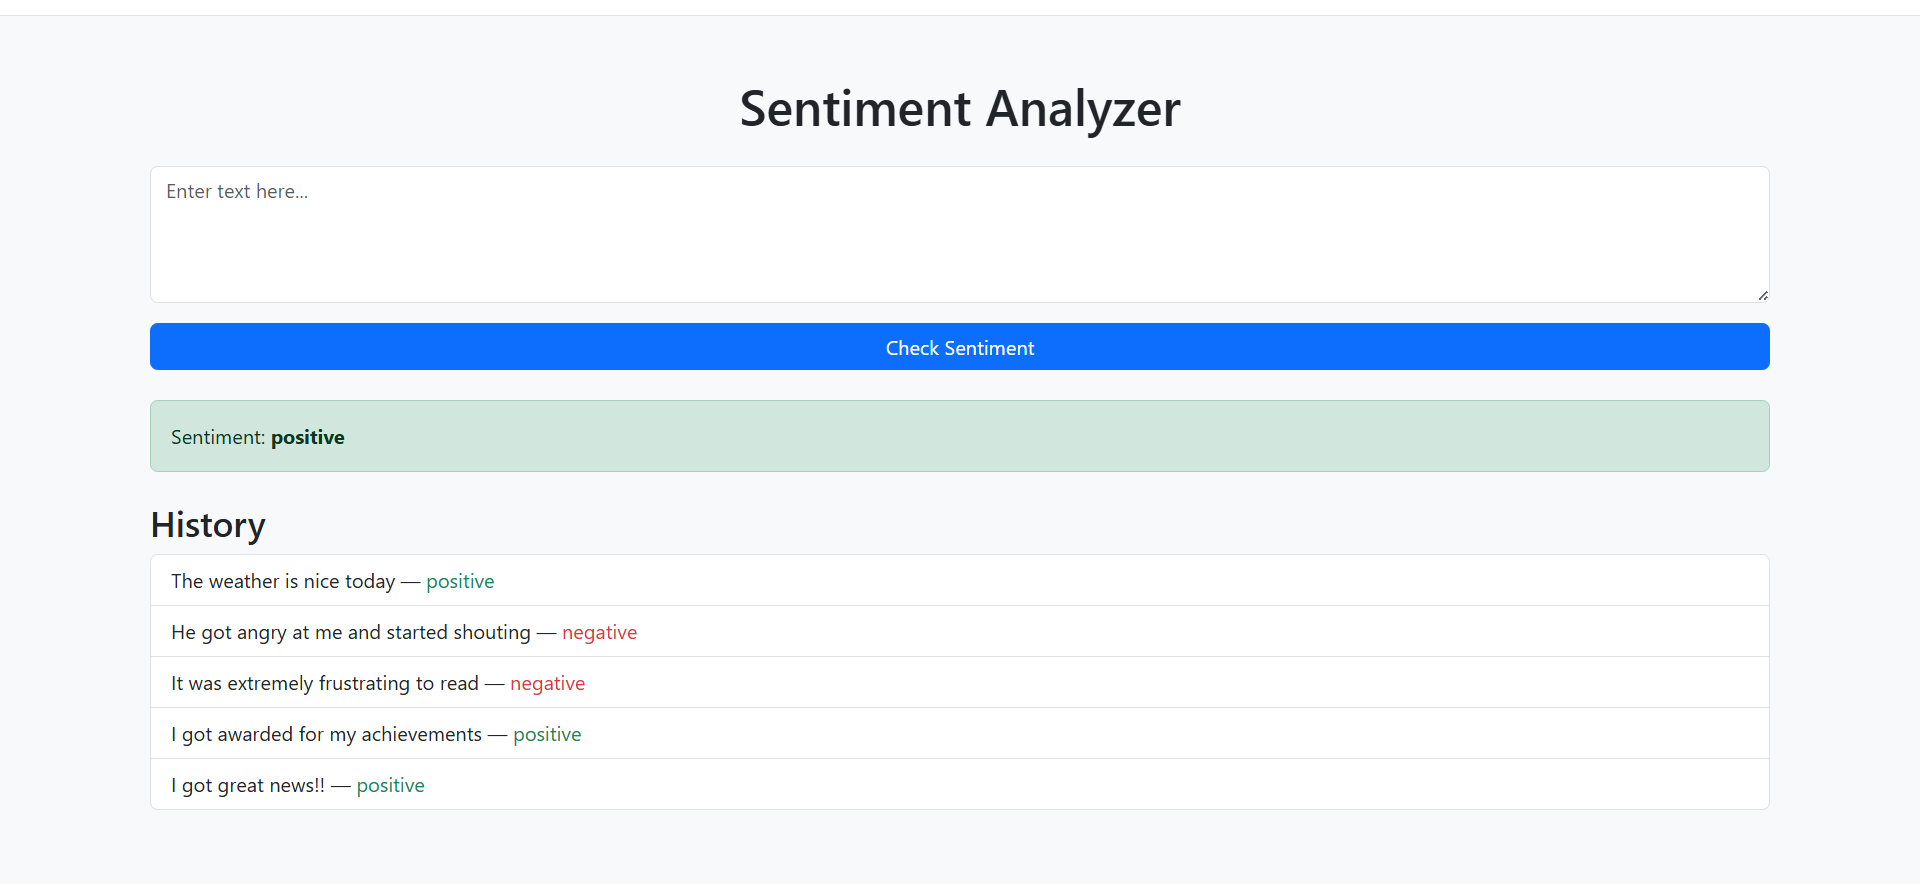 Sentiment Analyzer
Enter text here...
Check Sentiment
Sentiment: positive
History
The weather is nice today — positive
He got angry at me and started shouting — negative
It was extremely frustrating to read — negative
I got awarded for my achievements — positive
I got great news!! — positive